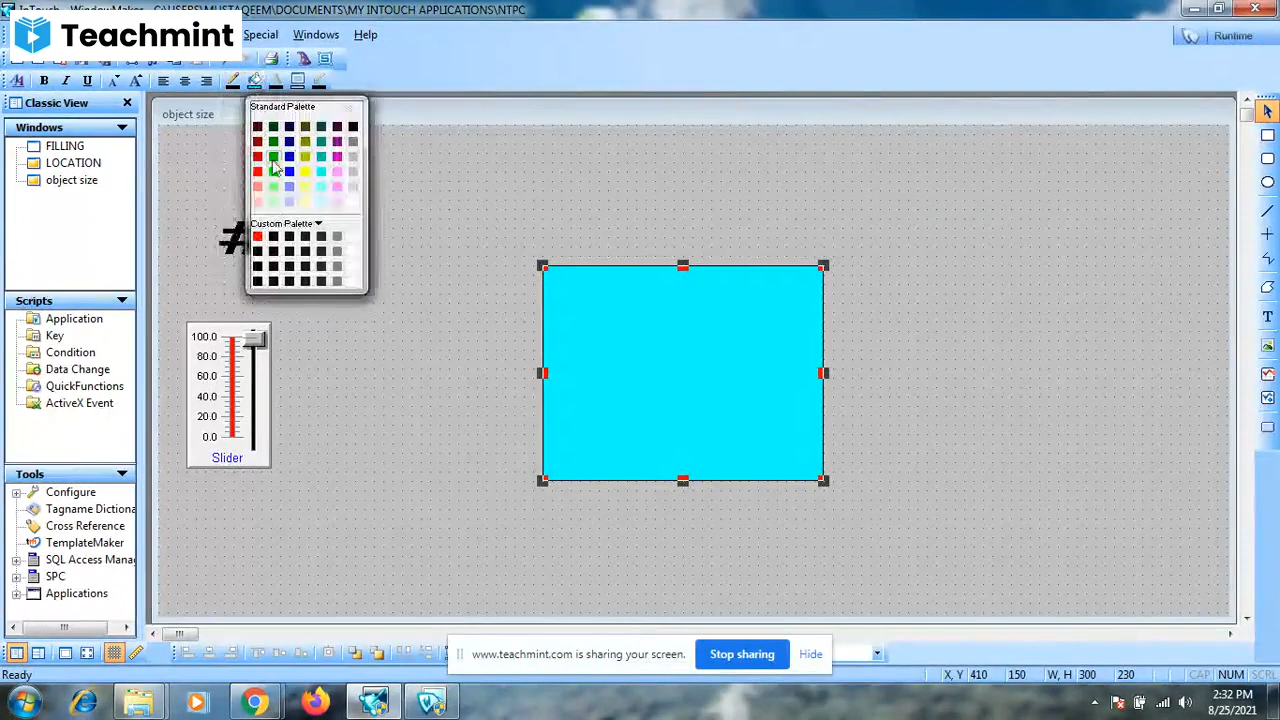 InTouch - WindowMaker - C:\USERS\MUSTAQEEM\DOCUMENTS\MY INTOUCH APPLICATIONS\NTPC
Teachmint
Special Windows Help
Runtime
B I U
Classic View
object size
Standard Palette
Windows
FILLING
LOCATION
object size
Custom Palette
#
Scripts
Application
Key
Condition
Data Change
QuickFunctions
ActiveX Event
100.0
80.0
60.0
40.0
20.0
0.0
Slider
Tools
Configure
Tagname Dictiona
Cross Reference
TemplateMaker
SQL Access Mana
SPC
Applications
www.teachmint.com is sharing your screen. Stop sharing Hide
Ready
X, Y 410 150 W, H 300 230 CAP NUM SCRL
2:32 PM
8/25/2021